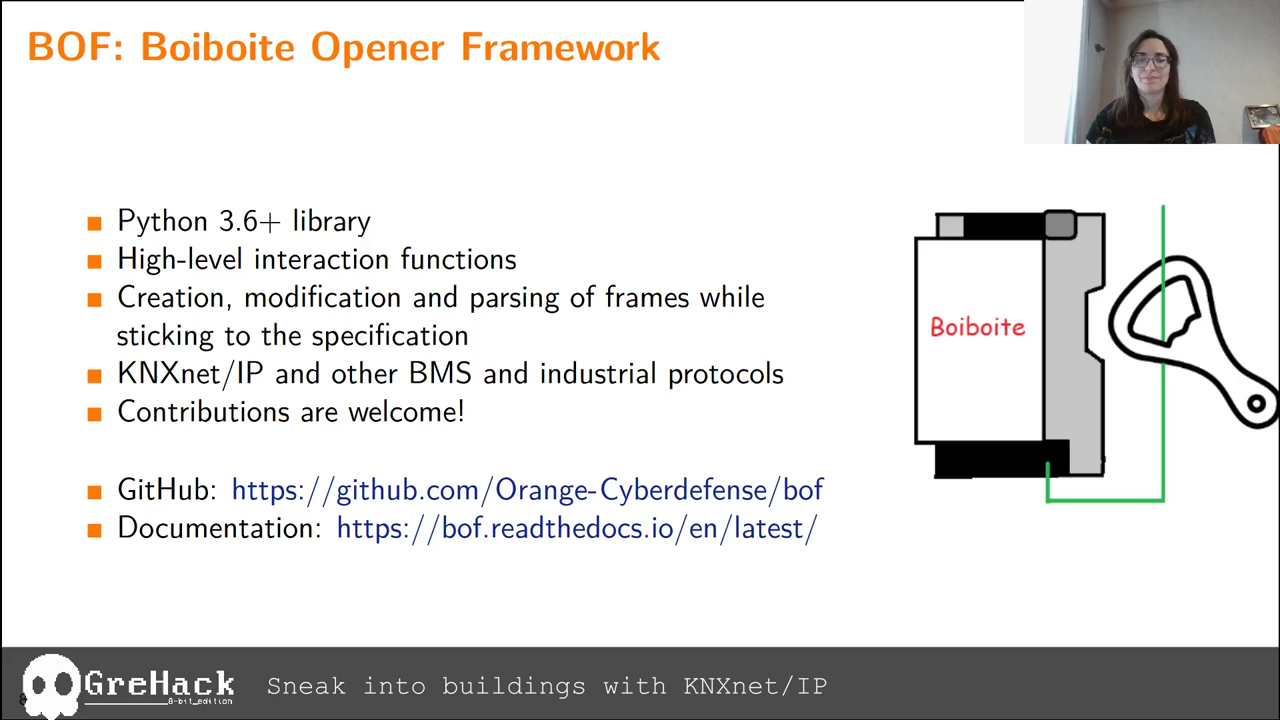 BOF: Boiboite Opener Framework
Python 3.6+ library
High-level interaction functions
Creation, modification and parsing of frames while
sticking to the specification
KNXnet/IP and other BMS and industrial protocols
Contributions are welcome!
GitHub: https://github.com/Orange-Cyberdefense/bof
Documentation: https://bof.readthedocs.io/en/latest/
Boiboite
GreHack
8-bit_edition
Sneak into buildings with KNXnet/IP